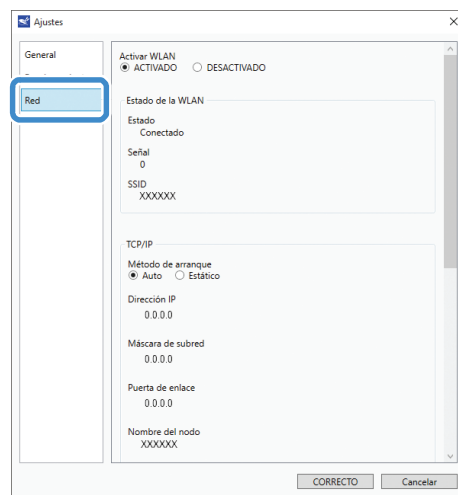 Ajustes
General
Red
Activar WLAN
ACTIVADO DESACTIVADO
Estado de la WLAN
Estado
Conectado
Señal
0
SSID
XXXXXX
TCP/IP
Método de arranque
Auto Estático
Dirección IP
0.0.0.0
Máscara de subred
0.0.0.0
Puerta de enlace
0.0.0.0
Nombre del nodo
XXXXXX
CORRECTO Cancelar